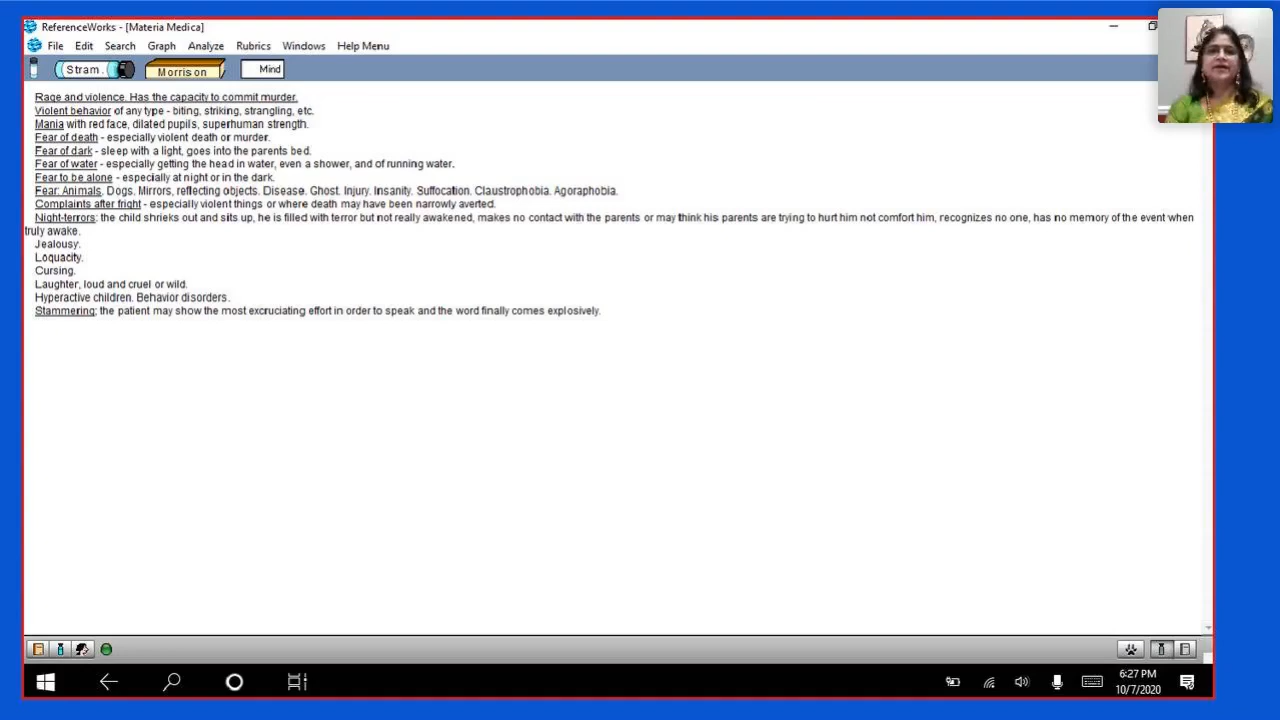 ReferenceWorks - [Materia Medica]
File Edit Search Graph Analyze Rubrics Windows Help Menu
Stram. Morrison Mind
Rage and violence. Has the capacity to commit murder.
Violent behavior of any type - biting, striking, strangling, etc.
Mania with red face, dilated pupils, superhuman strength.
Fear of death - especially violent death or murder.
Fear of dark - sleep with a light, goes into the parents bed.
Fear of water - especially getting the head in water, even a shower, and of running water.
Fear to be alone - especially at night or in the dark.
Fear: Animals. Dogs. Mirrors, reflecting objects. Disease. Ghost. Injury. Insanity. Suffocation. Claustrophobia. Agoraphobia.
Complaints after fright - especially violent things or where death may have been narrowly averted.
Night-terrors: the child shrieks out and sits up, he is filled with terror but not really awakened, makes no contact with the parents or may think his parents are trying to hurt him not comfort him, recognizes no one, has no memory of the event when
truly awake.
Jealousy.
Loquacity.
Cursing.
Laughter, loud and cruel or wild.
Hyperactive children. Behavior disorders.
Stammering; the patient may show the most excruciating effort in order to speak and the word finally comes explosively.
6:27 PM
10/7/2020